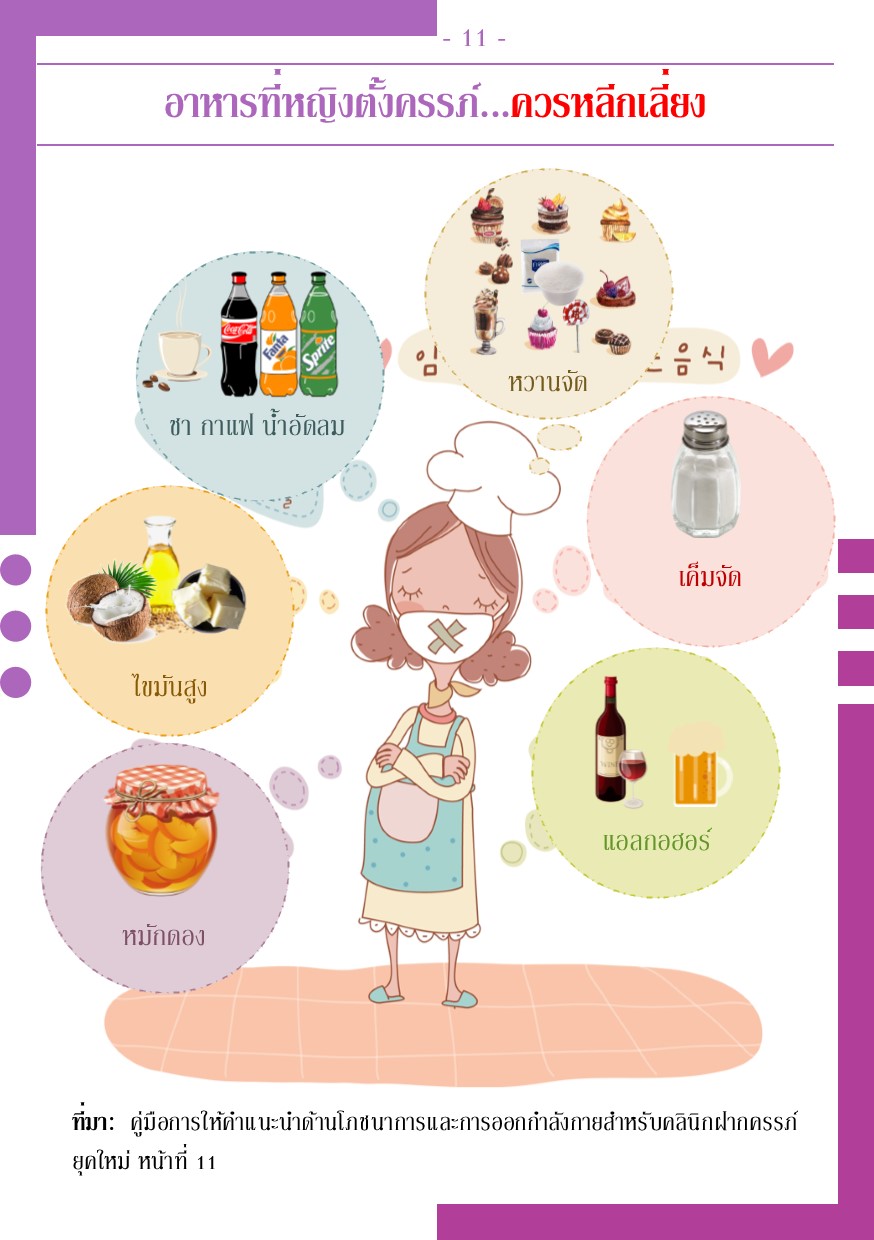 - 11 -
อาหารที่หญิงตั้งครรภ์...ควรหลีกเลี่ยง
หวานจัด
임
음식
Coca-Cola
Fanta
Sprite
ชา กาแฟ น้ำอัดลม
เค็มจัด
ไขมันสูง
WINE
แอลกอฮอร์
หมักดอง
ที่มา: คู่มือการให้คำแนะนำด้านโภชนาการและการออกกำลังกายสำหรับคลินิกฝากครรภ์
ยุคใหม่ หน้าที่ 11